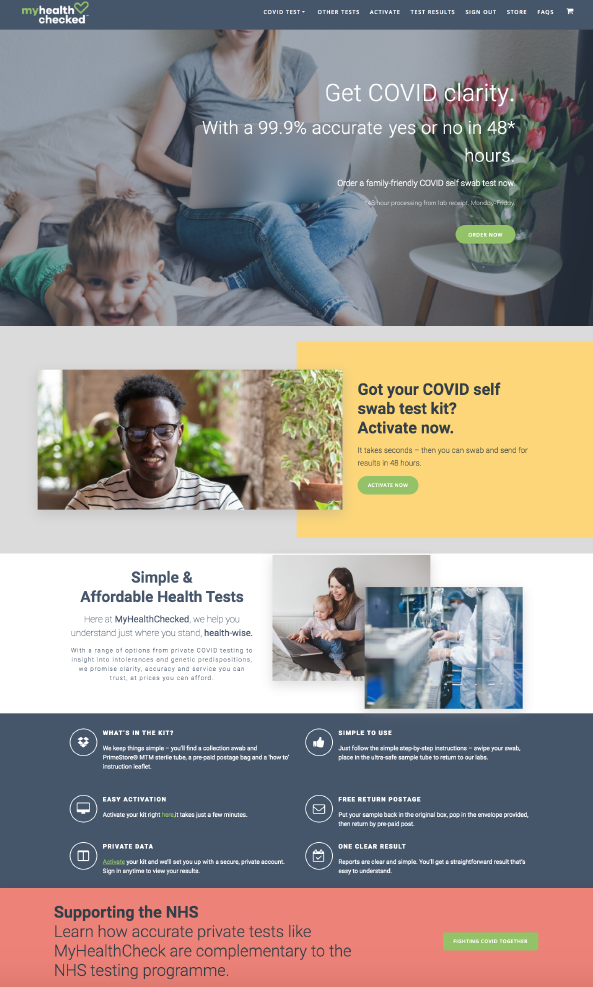 myhealth
checked
COVID TEST OTHER TESTS ACTIVATE TEST RESULTS SIGN OUT STORE FAQS
Get COVID clarity.
With a 99.9% accurate yes or no in 48*
hours.
Order a family-friendly COVID self swab test now.
*48 hour processing from lab receipt, Monday-Friday.
ORDER NOW
Got your COVID self
swab test kit?
Activate now.
It takes seconds – then you can swab and send for
results in 48 hours.
ACTIVATE NOW
Simple &
Affordable Health Tests
Here at MyHealthChecked, we help you
understand just where you stand, health-wise.
With a range of options from private COVID testing to
insight into intolerances and genetic predispositions,
we promise clarity, accuracy and service you can
trust, at prices you can afford.
WHAT'S IN THE KIT?
We keep things simple – you'll find a collection swab and
PrimeStore® MTM sterile tube, a pre-paid postage bag and a 'how to'
instruction leaflet.
SIMPLE TO USE
Just follow the simple step-by-step instructions – swipe your swab,
place in the ultra-safe sample tube to return to our labs.
EASY ACTIVATION
Activate your kit right here,it takes just a few minutes.
FREE RETURN POSTAGE
Put your sample back in the original box, pop in the envelope provided,
then return by pre-paid post.
PRIVATE DATA
Activate your kit and we'll set you up with a secure, private account.
Sign in anytime to view your results.
ONE CLEAR RESULT
Reports are clear and simple. You'll get a straightforward result that's
easy to understand.
Supporting the NHS
Learn how accurate private tests like
MyHealthCheck are complementary to the
NHS testing programme.
FIGHTING COVID TOGETHER